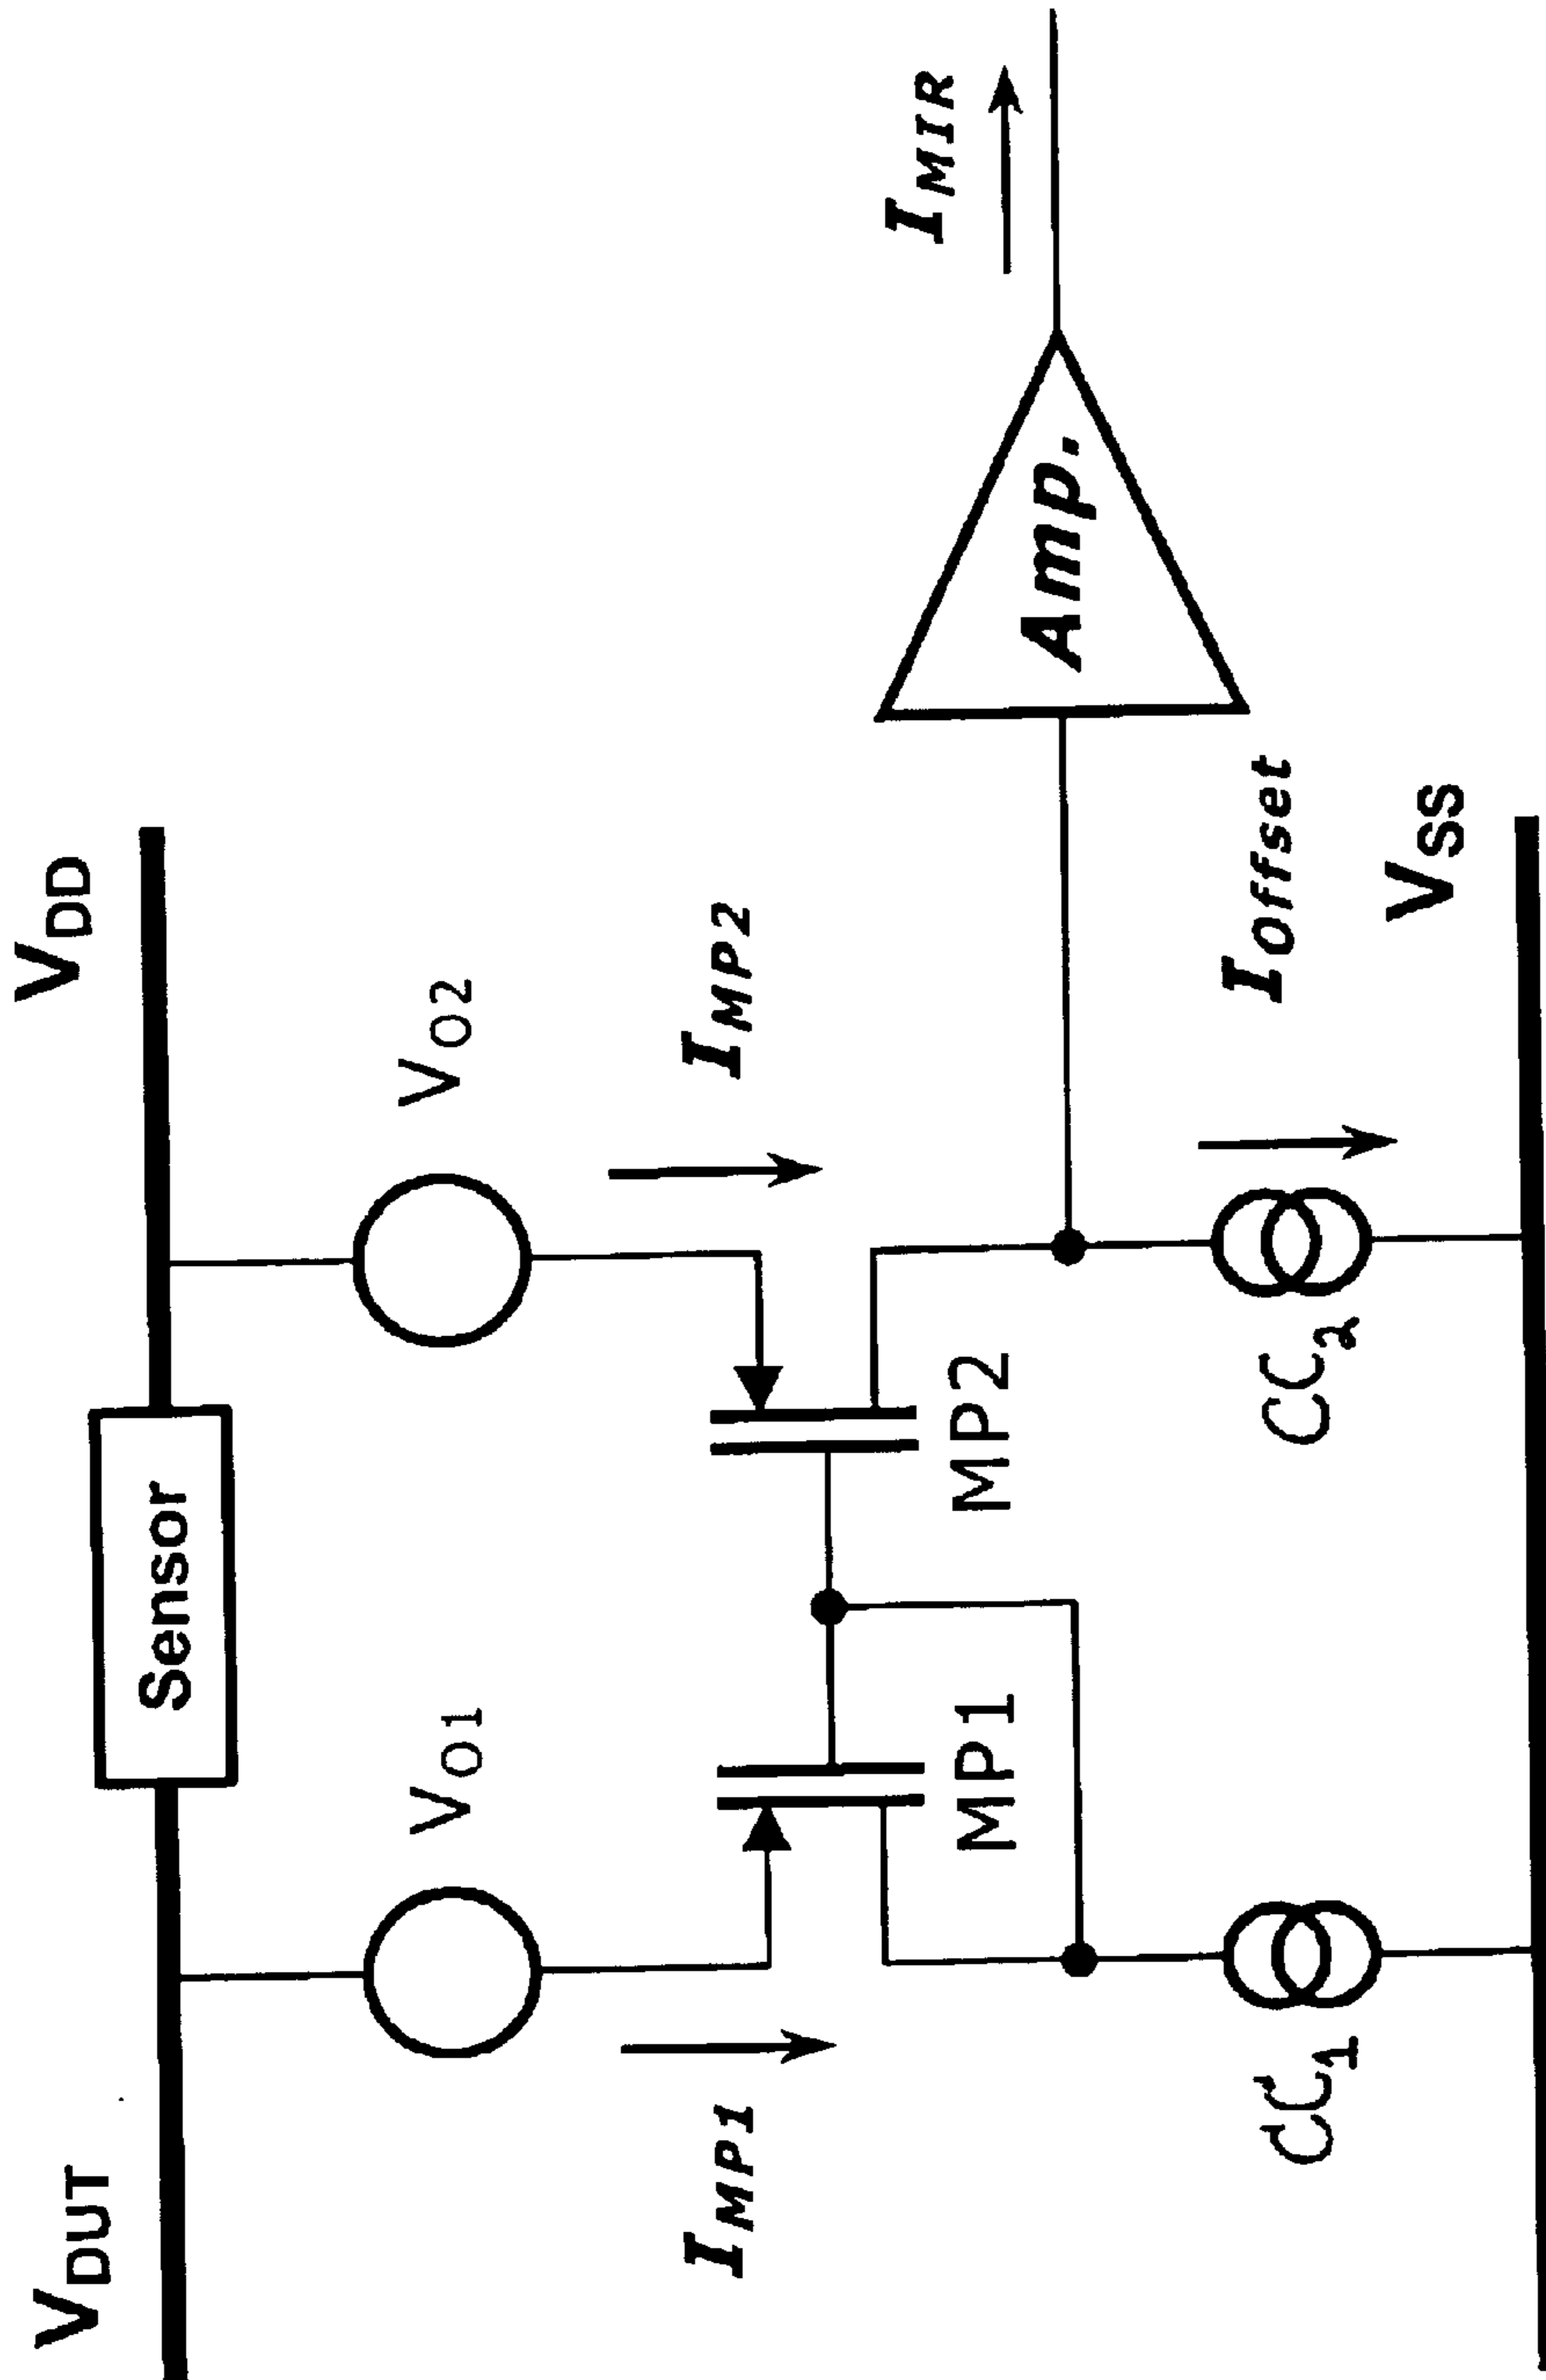 V_DUT
Sensor
V_DD
V_O1
V_O2
I_MP1
I_MP2
MP1
MP2
I_MIR
Amp.
CC_1
CC_2
I_offset
V_SS